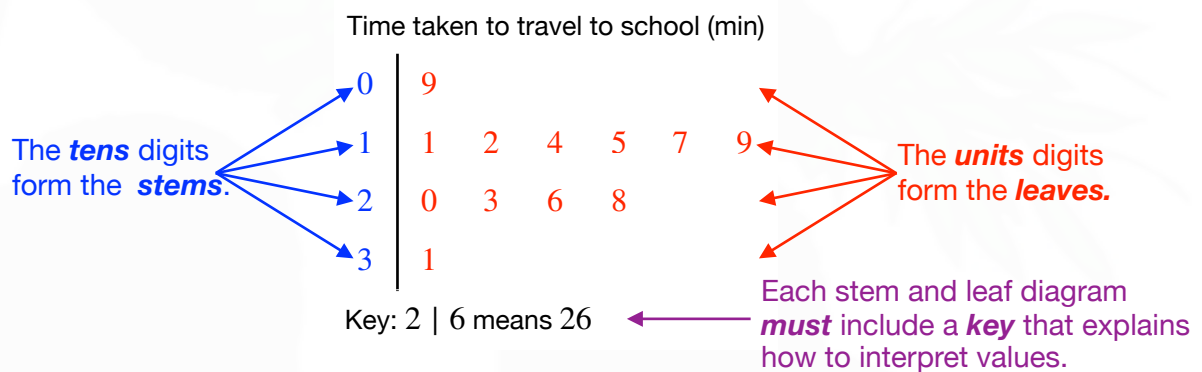 Time taken to travel to school (min)
0 | 9
1 | 1 2 4 5 7 9
2 | 0 3 6 8
3 | 1
The tens digits
form the stems.
The units digits
form the leaves.
Key: 2 | 6 means 26
Each stem and leaf diagram
must include a key that explains
how to interpret values.